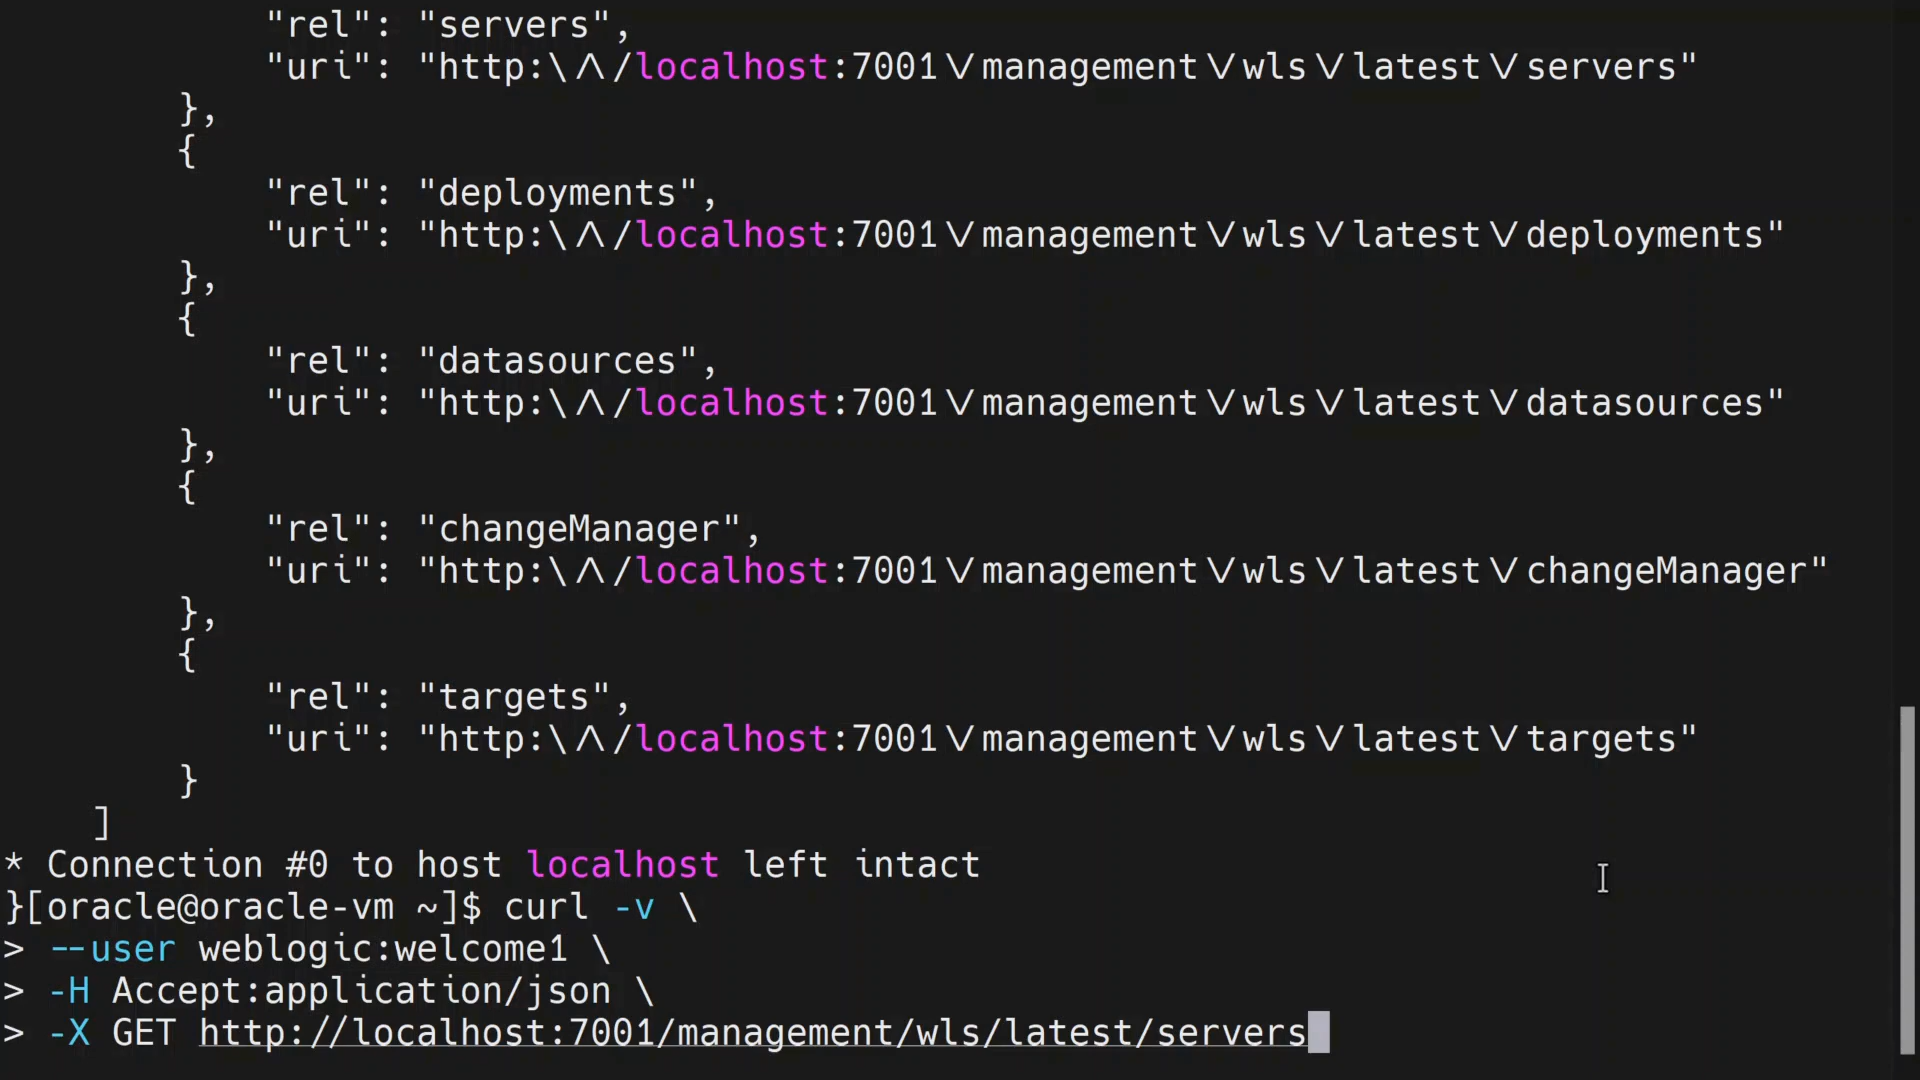 "rel": "servers",
"uri": "http:\/\/localhost:7001\/management\/wls\/latest\/servers"
},
{
"rel": "deployments",
"uri": "http:\/\/localhost:7001\/management\/wls\/latest\/deployments"
},
{
"rel": "datasources",
"uri": "http:\/\/localhost:7001\/management\/wls\/latest\/datasources"
},
{
"rel": "changeManager",
"uri": "http:\/\/localhost:7001\/management\/wls\/latest\/changeManager"
},
{
"rel": "targets",
"uri": "http:\/\/localhost:7001\/management\/wls\/latest\/targets"
}
]
* Connection #0 to host localhost left intact
}[oracle@oracle-vm ~]$ curl -v \
> --user weblogic:welcome1 \
> -H Accept:application/json \
> -X GET http://localhost:7001/management/wls/latest/servers